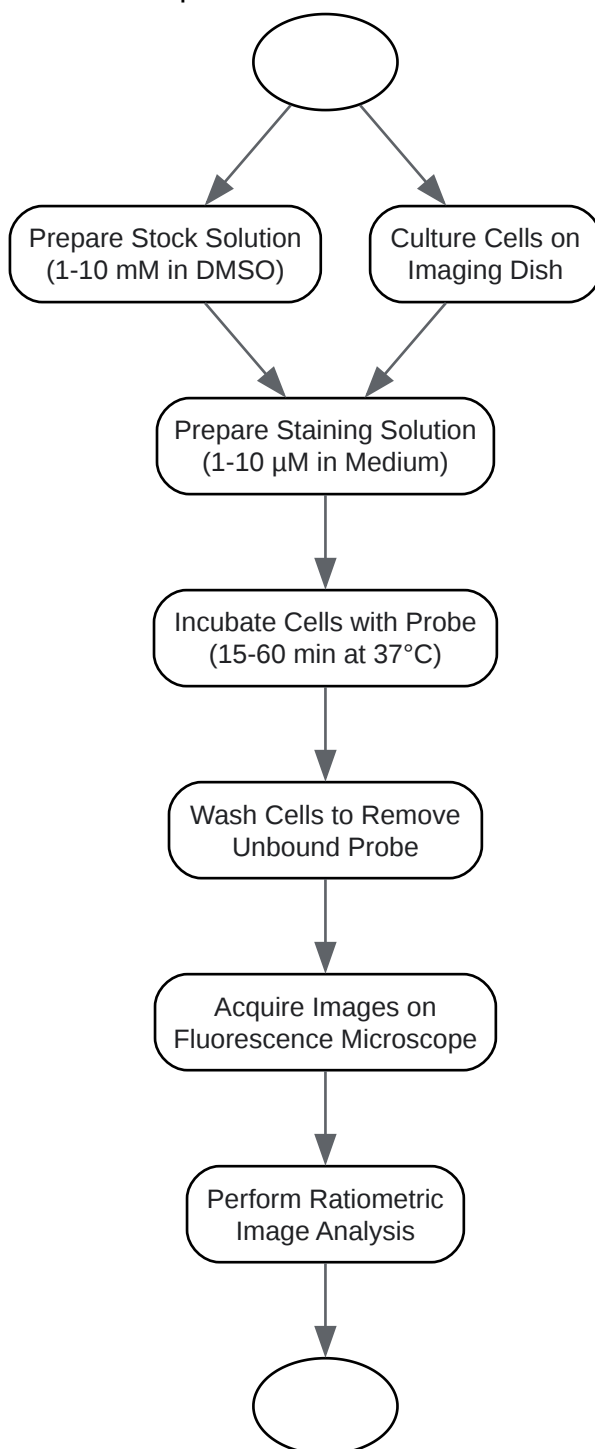 Prepare Stock Solution
(1-10 mM in DMSO)
Culture Cells on
Imaging Dish
Prepare Staining Solution
(1-10 µM in Medium)
Incubate Cells with Probe
(15-60 min at 37°C)
Wash Cells to Remove
Unbound Probe
Acquire Images on
Fluorescence Microscope
Perform Ratiometric
Image Analysis